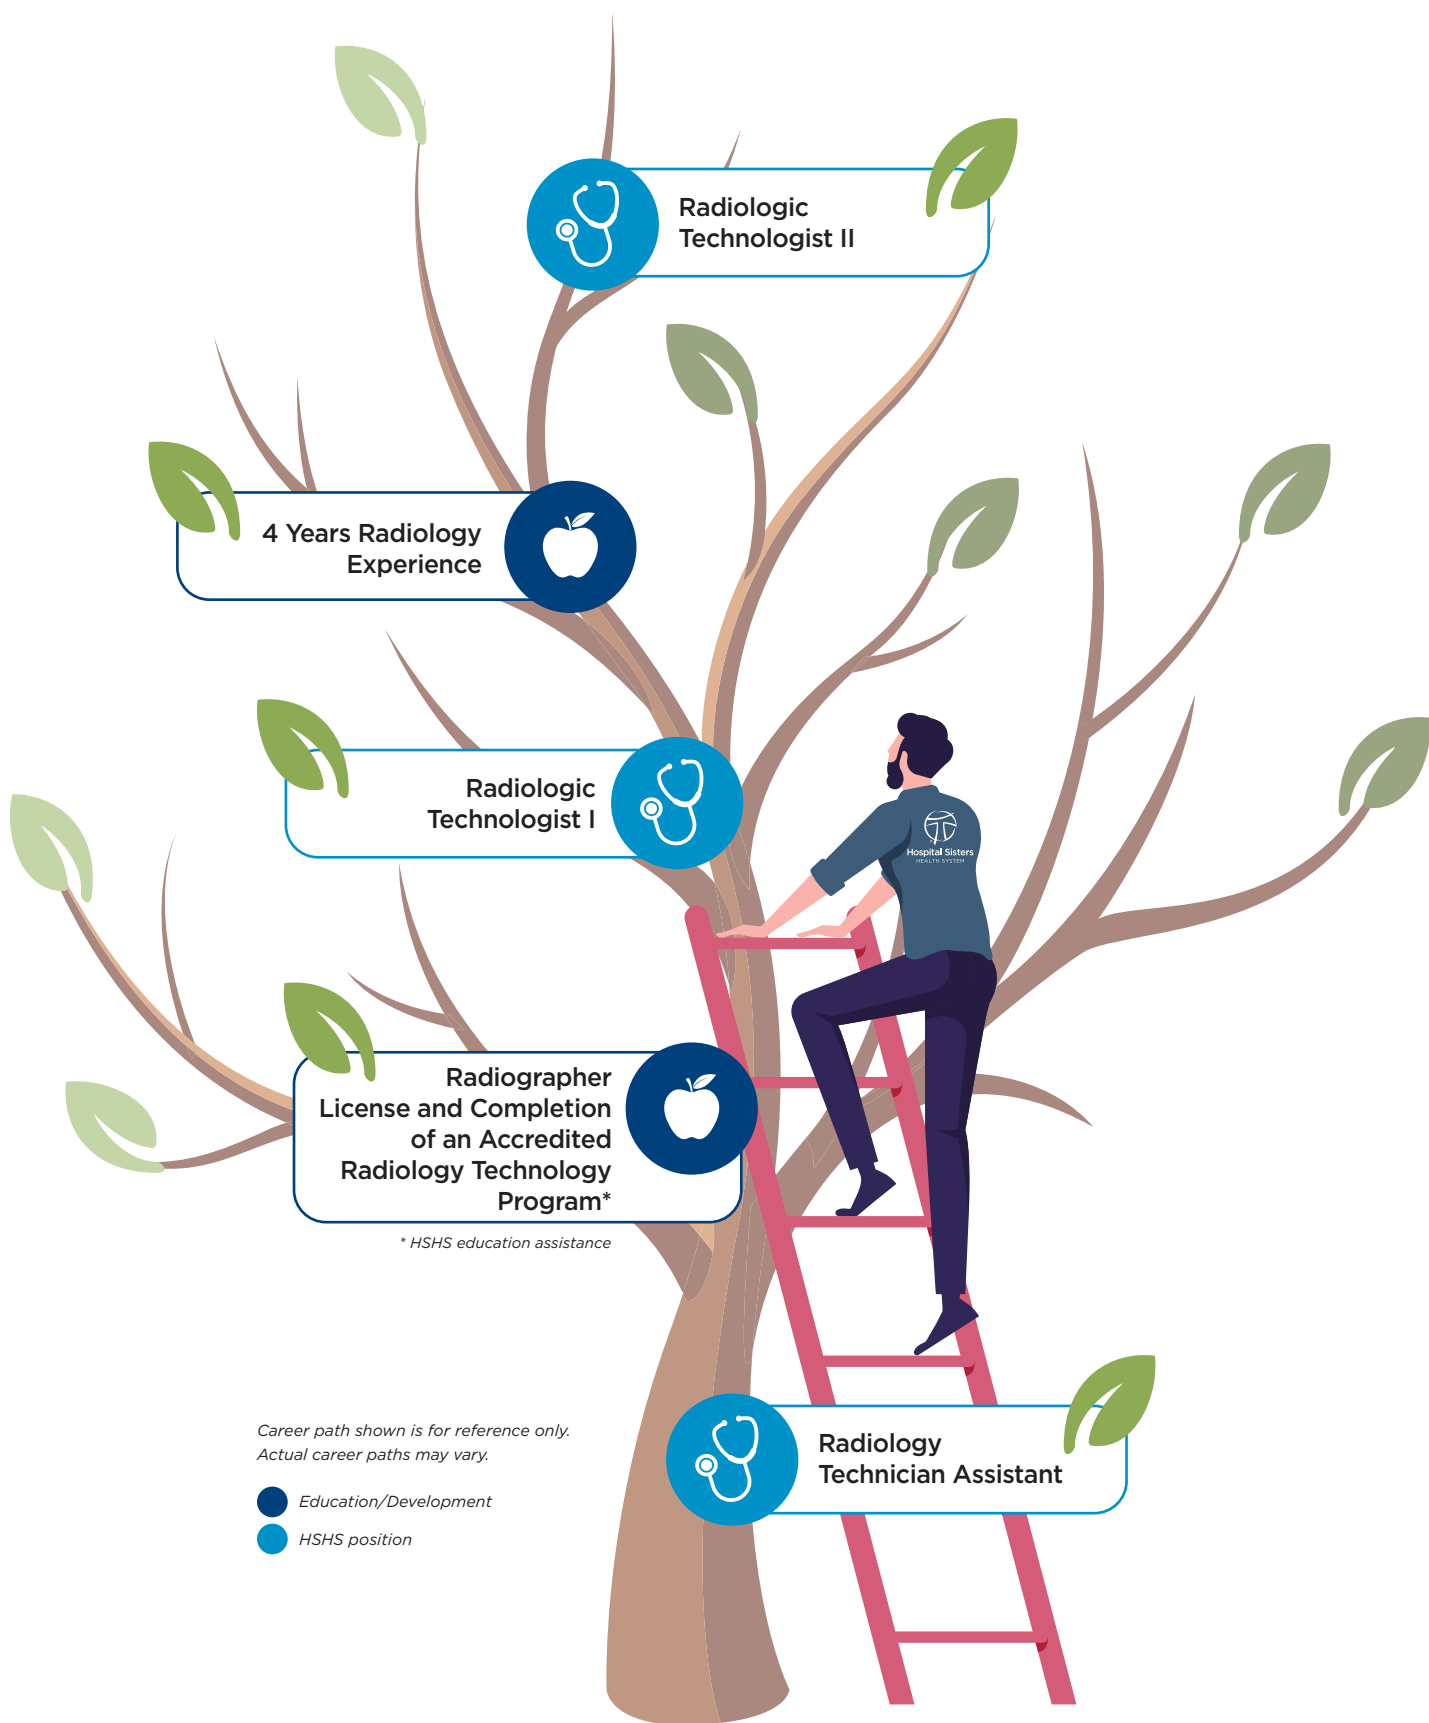 Radiologic
Technologist II
4 Years Radiology
Experience
Radiologic
Technologist I
Hospital Sisters
HEALTH SYSTEM
Radiographer
License and Completion
of an Accredited
Radiology Technology
Program*
* HSHS education assistance
Radiology
Technician Assistant
Career path shown is for reference only.
Actual career paths may vary.
Education/Development
HSHS position